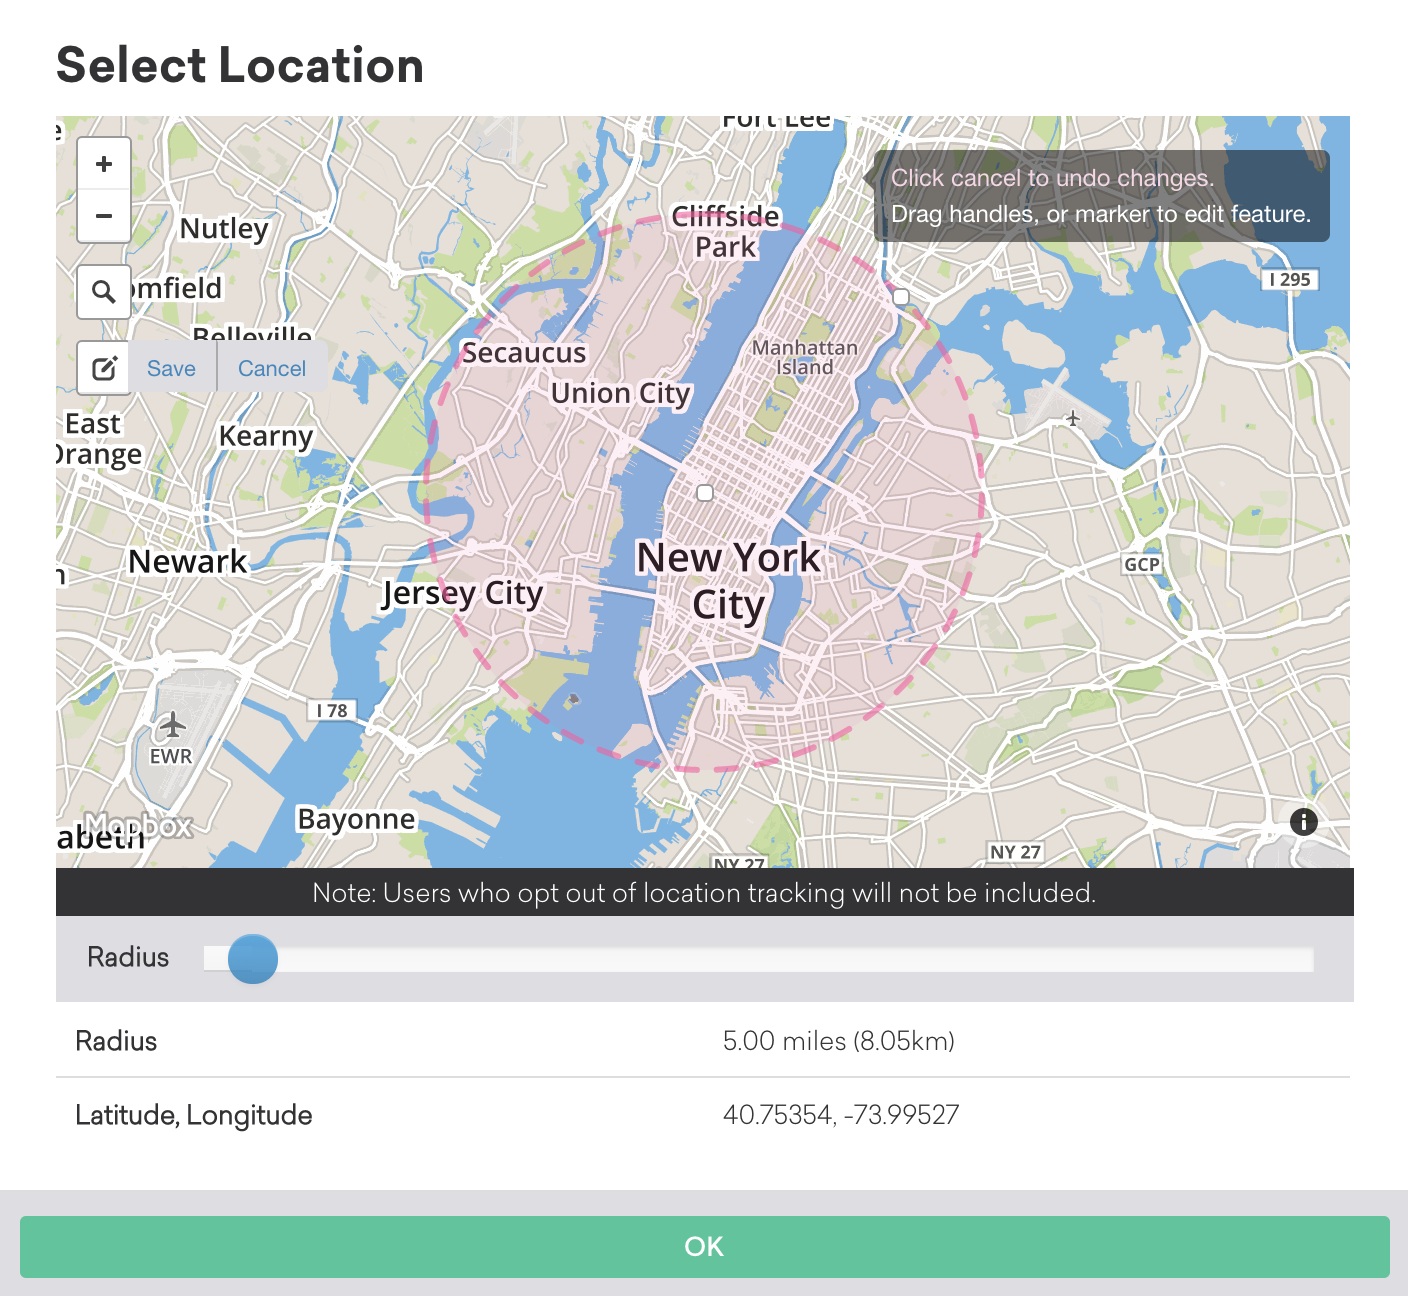 Select Location
Fort Lee
+
Click cancel to undo changes.
−
Drag handles, or marker to edit feature.
Cliffside
Park
Nutley
I 295
omfield
Belleville
Manhattan
Island
Secaucus
Save
Cancel
Union City
East
Orange
Kearny
New York
City
Newark
GCP
Jersey City
I 78
EWR
Bayonne
Mapbox
abeth
NY 27
NY 27
Note: Users who opt out of location tracking will not be included.
Radius
Radius
5.00 miles (8.05km)
Latitude, Longitude
40.75354, -73.99527
OK